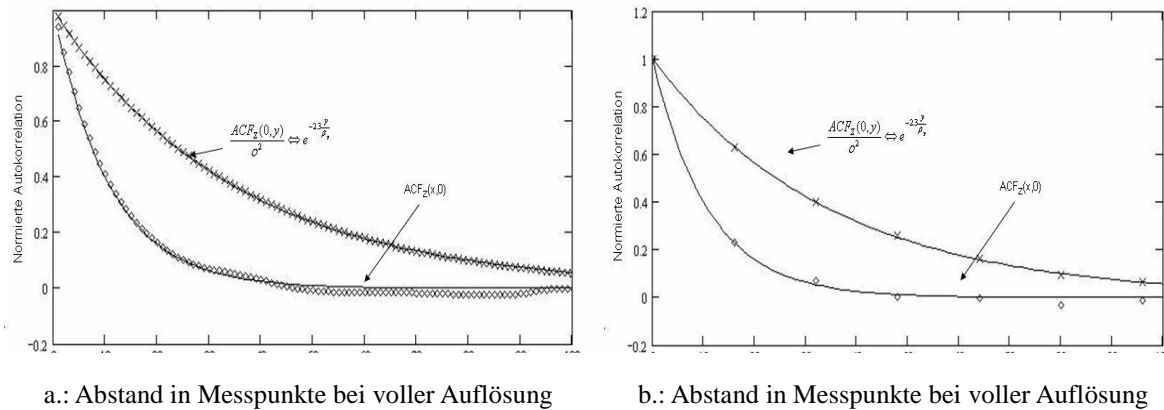 0.8
0.6
0.4
0.2
0
-0.2
Normierte Autokorrelation
ACF_Z(0,y)/σ² ⇔ e^(-2.3 y/β_y)
ACF_Z(x,0)
1.2
1
0.8
0.6
0.4
0.2
0
-0.2
Normierte Autokorrelation
ACF_Z(0,y)/σ² ⇔ e^(-2.3 y/β_y)
ACF_Z(x,0)
a.: Abstand in Messpunkte bei voller Auflösung
b.: Abstand in Messpunkte bei voller Auflösung